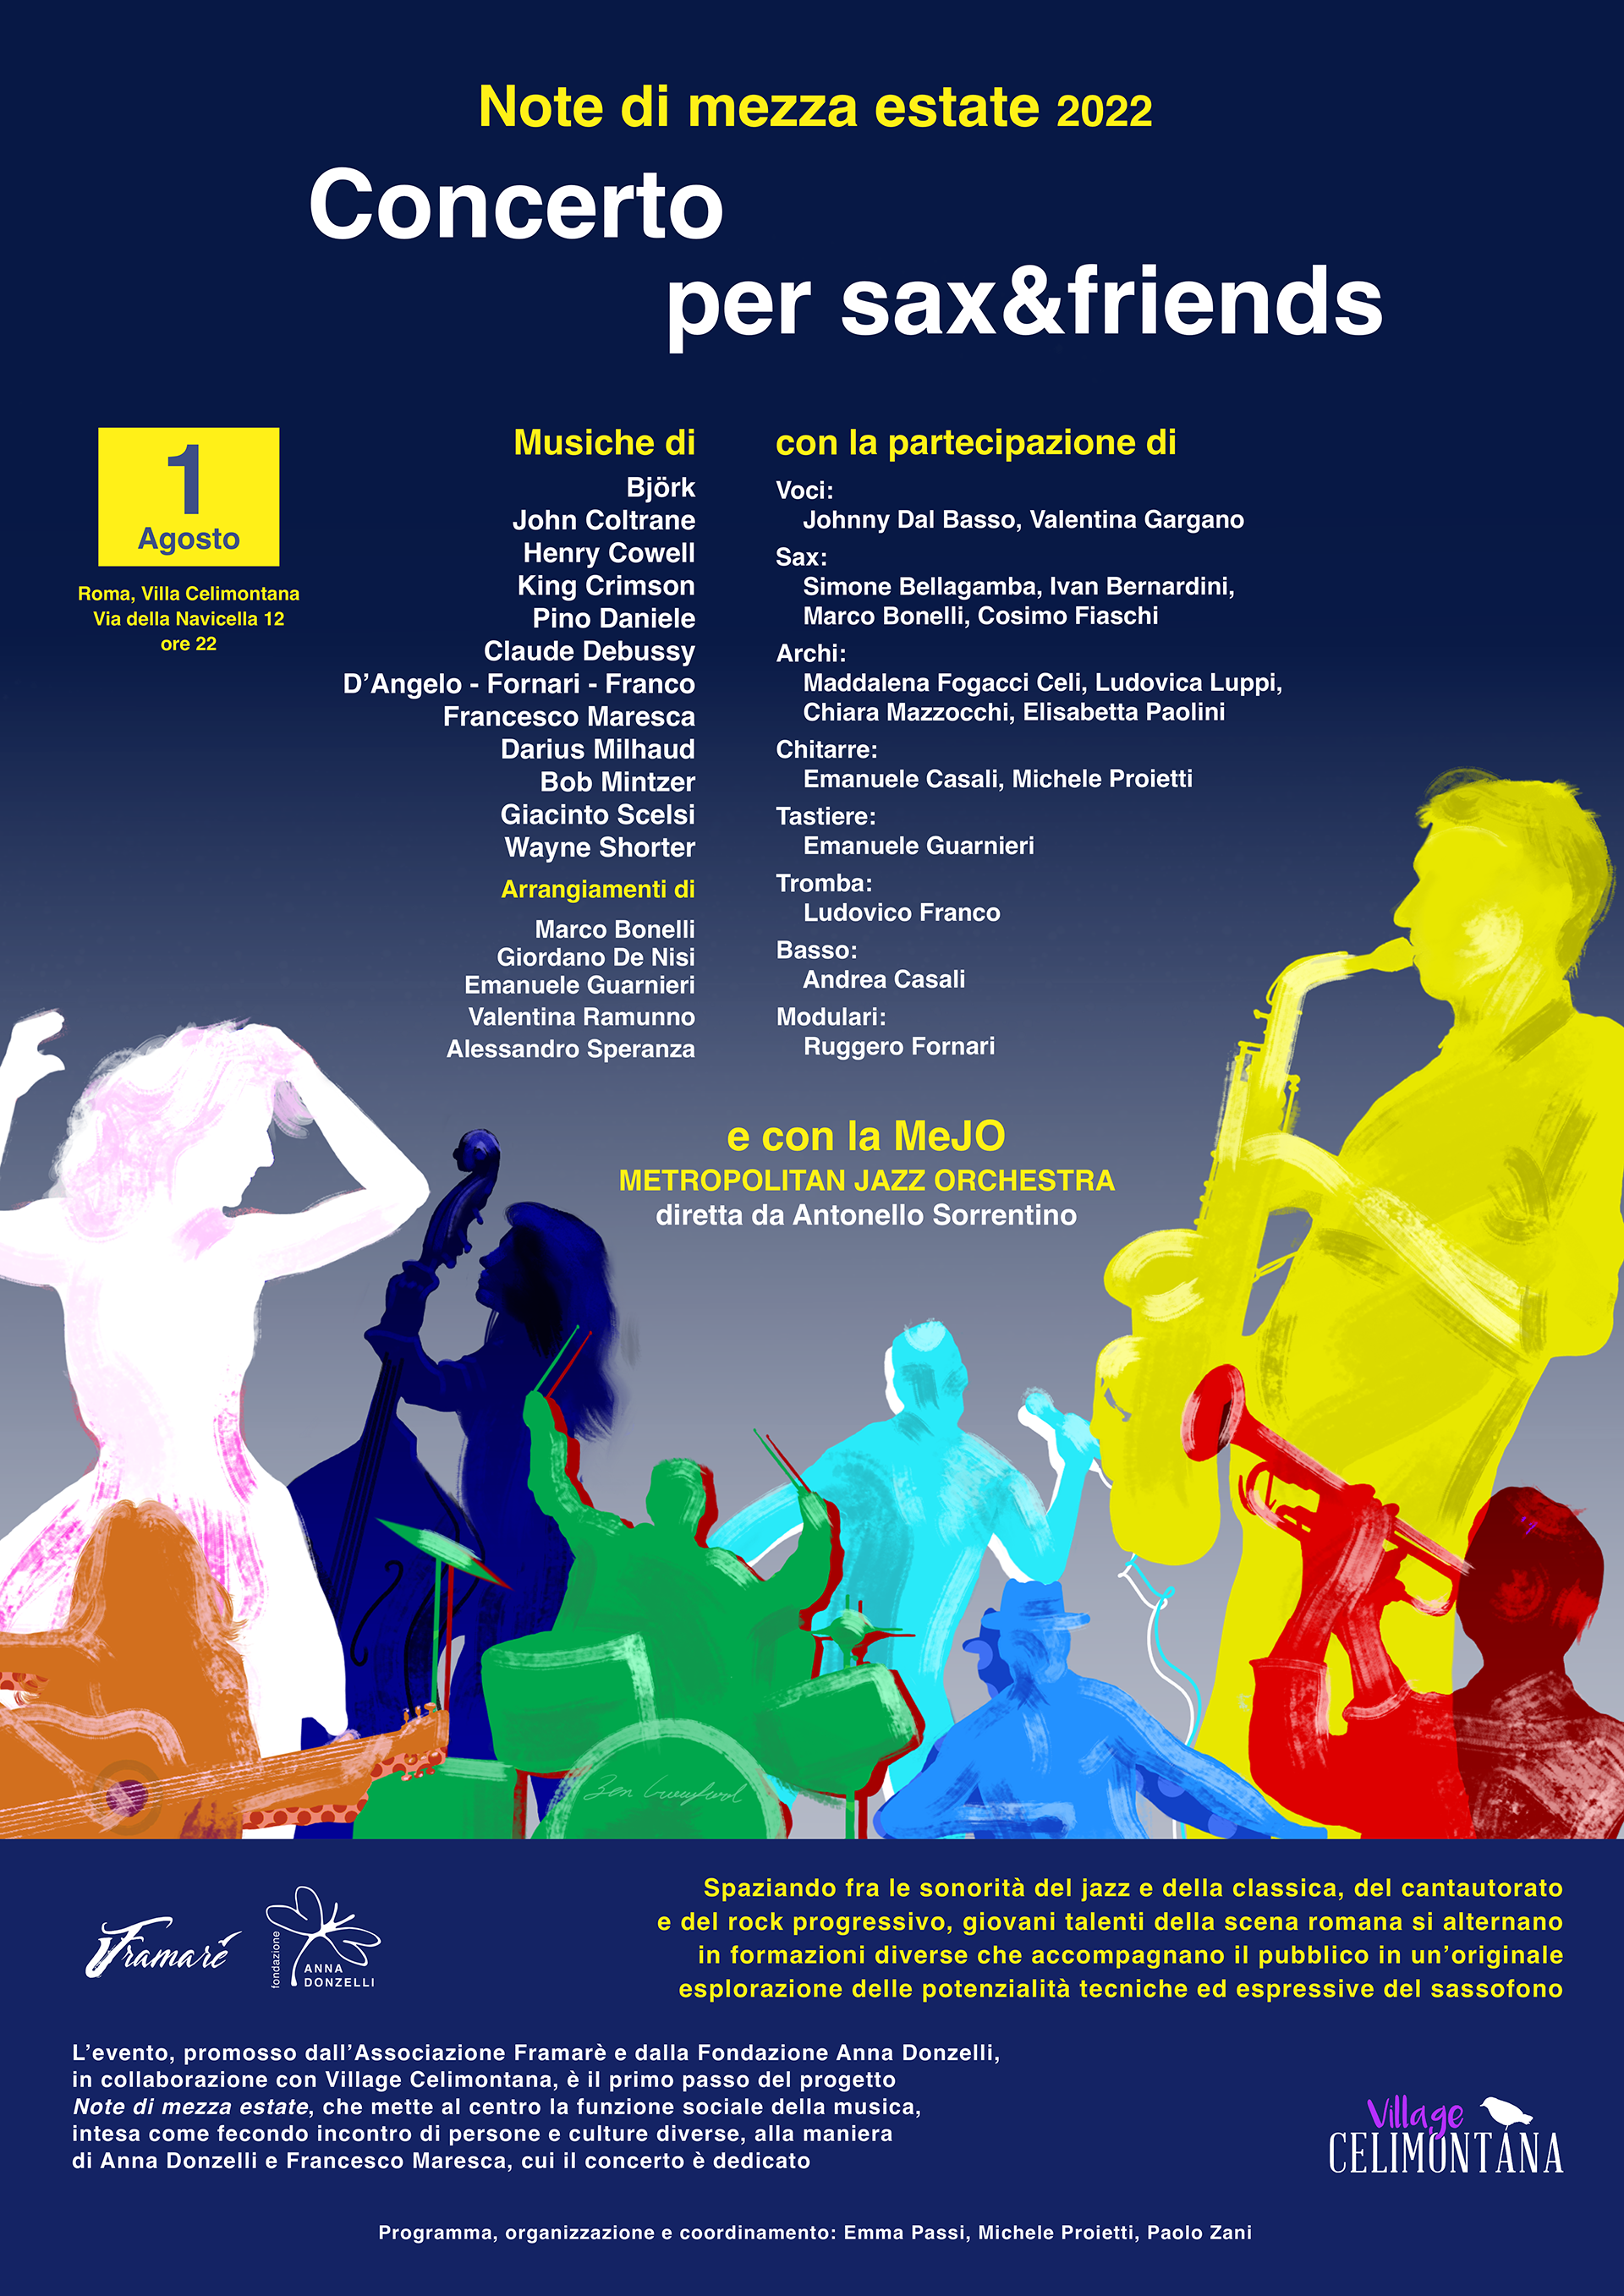 Note di mezza estate 2022
Concerto
per sax&friends
1
Agosto
Roma, Villa Celimontana
Via della Navicella 12
ore 22
Musiche di
Björk
John Coltrane
Henry Cowell
King Crimson
Pino Daniele
Claude Debussy
D’Angelo - Fornari - Franco
Francesco Maresca
Darius Milhaud
Bob Mintzer
Giacinto Scelsi
Wayne Shorter
Arrangiamenti di
Marco Bonelli
Giordano De Nisi
Emanuele Guarnieri
Valentina Ramunno
Alessandro Speranza
con la partecipazione di
Voci:
Johnny Dal Basso, Valentina Gargano
Sax:
Simone Bellagamba, Ivan Bernardini,
Marco Bonelli, Cosimo Fiaschi
Archi:
Maddalena Fogacci Celi, Ludovica Luppi,
Chiara Mazzocchi, Elisabetta Paolini
Chitarre:
Emanuele Casali, Michele Proietti
Tastiere:
Emanuele Guarnieri
Tromba:
Ludovico Franco
Basso:
Andrea Casali
Modulari:
Ruggero Fornari
e con la MeJO
METROPOLITAN JAZZ ORCHESTRA
diretta da Antonello Sorrentino
Framaré
fondazione
ANNA
DONZELLI
Spaziando fra le sonorità del jazz e della classica, del cantautorato
e del rock progressivo, giovani talenti della scena romana si alternano
in formazioni diverse che accompagnano il pubblico in un’originale
esplorazione delle potenzialità tecniche ed espressive del sassofono
L’evento, promosso dall’Associazione Framarè e dalla Fondazione Anna Donzelli,
in collaborazione con Village Celimontana, è il primo passo del progetto
Note di mezza estate, che mette al centro la funzione sociale della musica,
intesa come fecondo incontro di persone e culture diverse, alla maniera
di Anna Donzelli e Francesco Maresca, cui il concerto è dedicato
Village
CELIMONTANA
Programma, organizzazione e coordinamento: Emma Passi, Michele Proietti, Paolo Zani